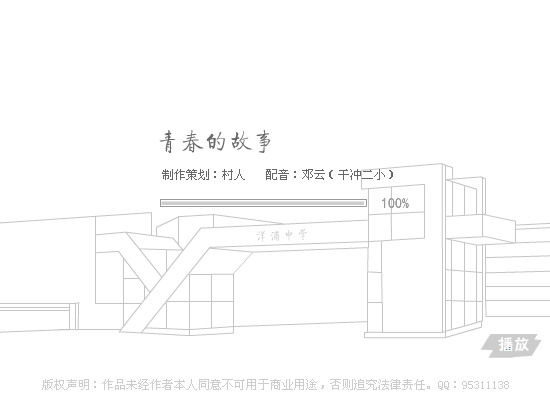 青春的故事
制作策划：村人 配音：邓云（干冲二小）
100%
洋浦中学
播放
版权声明：作品未经作者本人同意不可用于商业用途，否则追究法律责任。QQ：95311138